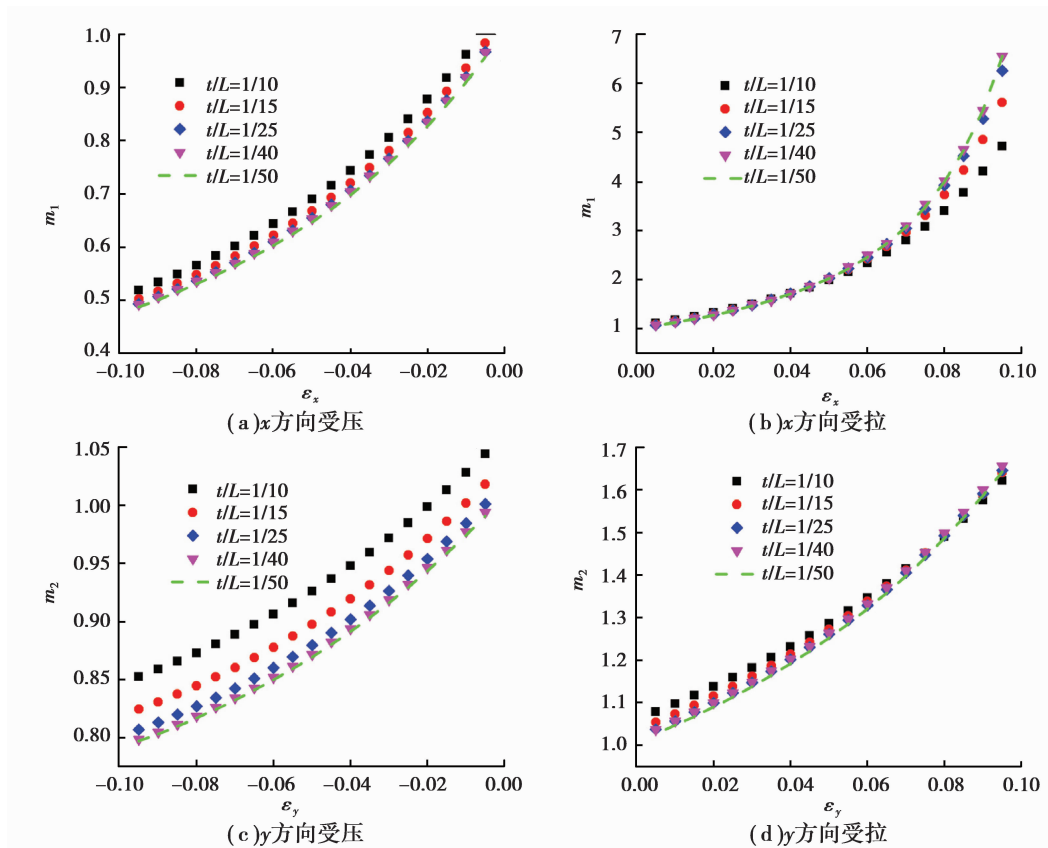 1.0
0.9
0.8
0.7
0.6
0.5
0.4
m1
t/L=1/10
t/L=1/15
t/L=1/25
t/L=1/40
t/L=1/50
−0.10 −0.08 −0.06 −0.04 −0.02 0.00
εx
(a)x方向受压
7
6
5
4
3
2
1
m1
t/L=1/10
t/L=1/15
t/L=1/25
t/L=1/40
t/L=1/50
0.00 0.02 0.04 0.06 0.08 0.10
εx
(b)x方向受拉
1.05
1.00
0.95
0.90
0.85
0.80
m2
t/L=1/10
t/L=1/15
t/L=1/25
t/L=1/40
t/L=1/50
−0.10 −0.08 −0.06 −0.04 −0.02 0.00
εy
(c)y方向受压
1.7
1.6
1.5
1.4
1.3
1.2
1.1
1.0
m2
t/L=1/10
t/L=1/15
t/L=1/25
t/L=1/40
t/L=1/50
0.00 0.02 0.04 0.06 0.08 0.10
εy
(d)y方向受拉